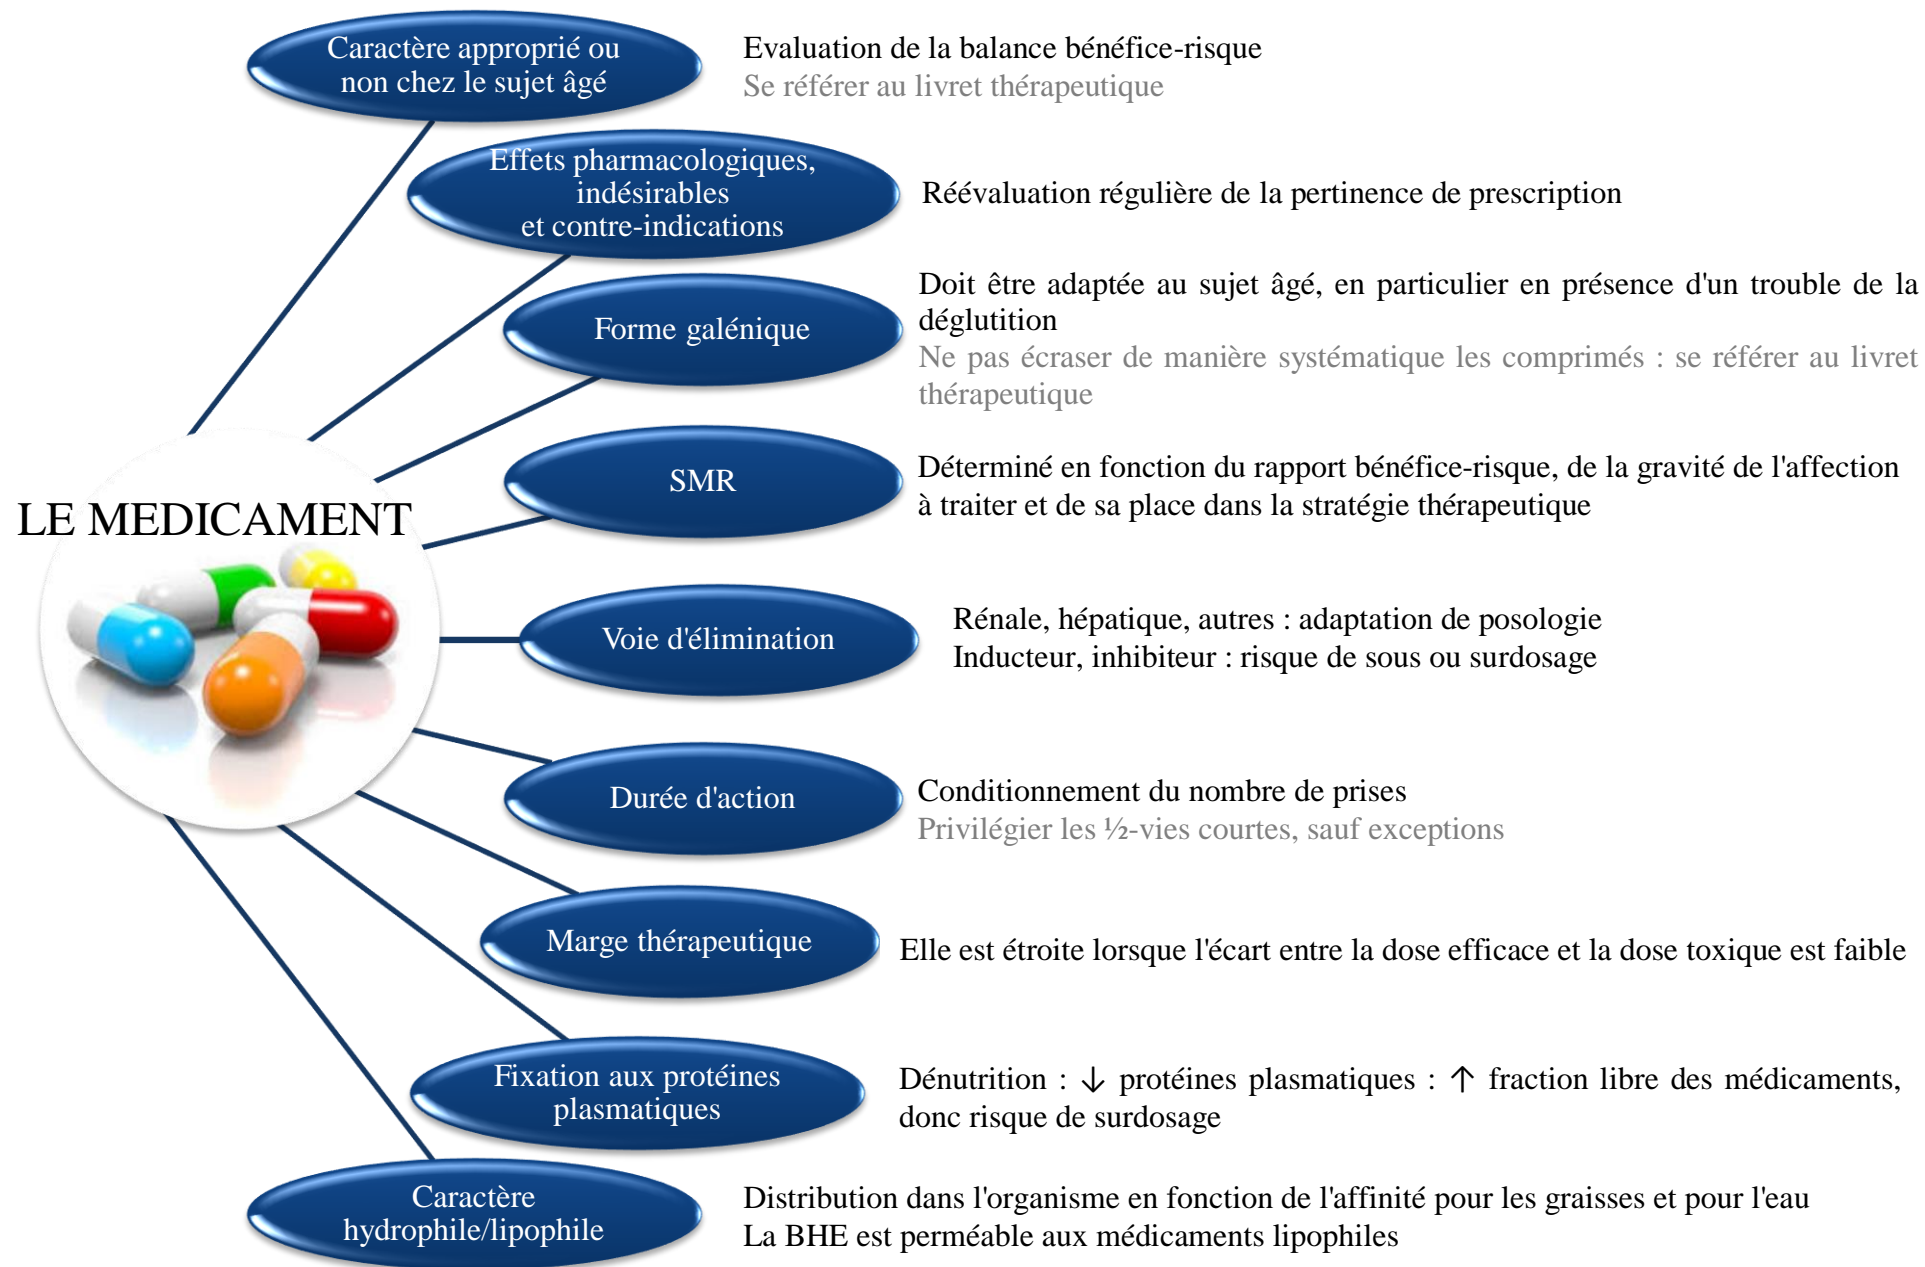 Caractère approprié ou
non chez le sujet âgé
Evaluation de la balance bénéfice-risque
Se référer au livret thérapeutique
Effets pharmacologiques,
indésirables
et contre-indications
Réévaluation régulière de la pertinence de prescription
Forme galénique
Doit être adaptée au sujet âgé, en particulier en présence d'un trouble de la
déglutition
Ne pas écraser de manière systématique les comprimés : se référer au livret
thérapeutique
SMR
Déterminé en fonction du rapport bénéfice-risque, de la gravité de l'affection
à traiter et de sa place dans la stratégie thérapeutique
LE MEDICAMENT
Voie d'élimination
Rénale, hépatique, autres : adaptation de posologie
Inducteur, inhibiteur : risque de sous ou surdosage
Durée d'action
Conditionnement du nombre de prises
Privilégier les ½-vies courtes, sauf exceptions
Marge thérapeutique
Elle est étroite lorsque l'écart entre la dose efficace et la dose toxique est faible
Fixation aux protéines
plasmatiques
Dénutrition : ↓ protéines plasmatiques : ↑ fraction libre des médicaments,
donc risque de surdosage
Caractère
hydrophile/lipophile
Distribution dans l'organisme en fonction de l'affinité pour les graisses et pour l'eau
La BHE est perméable aux médicaments lipophiles